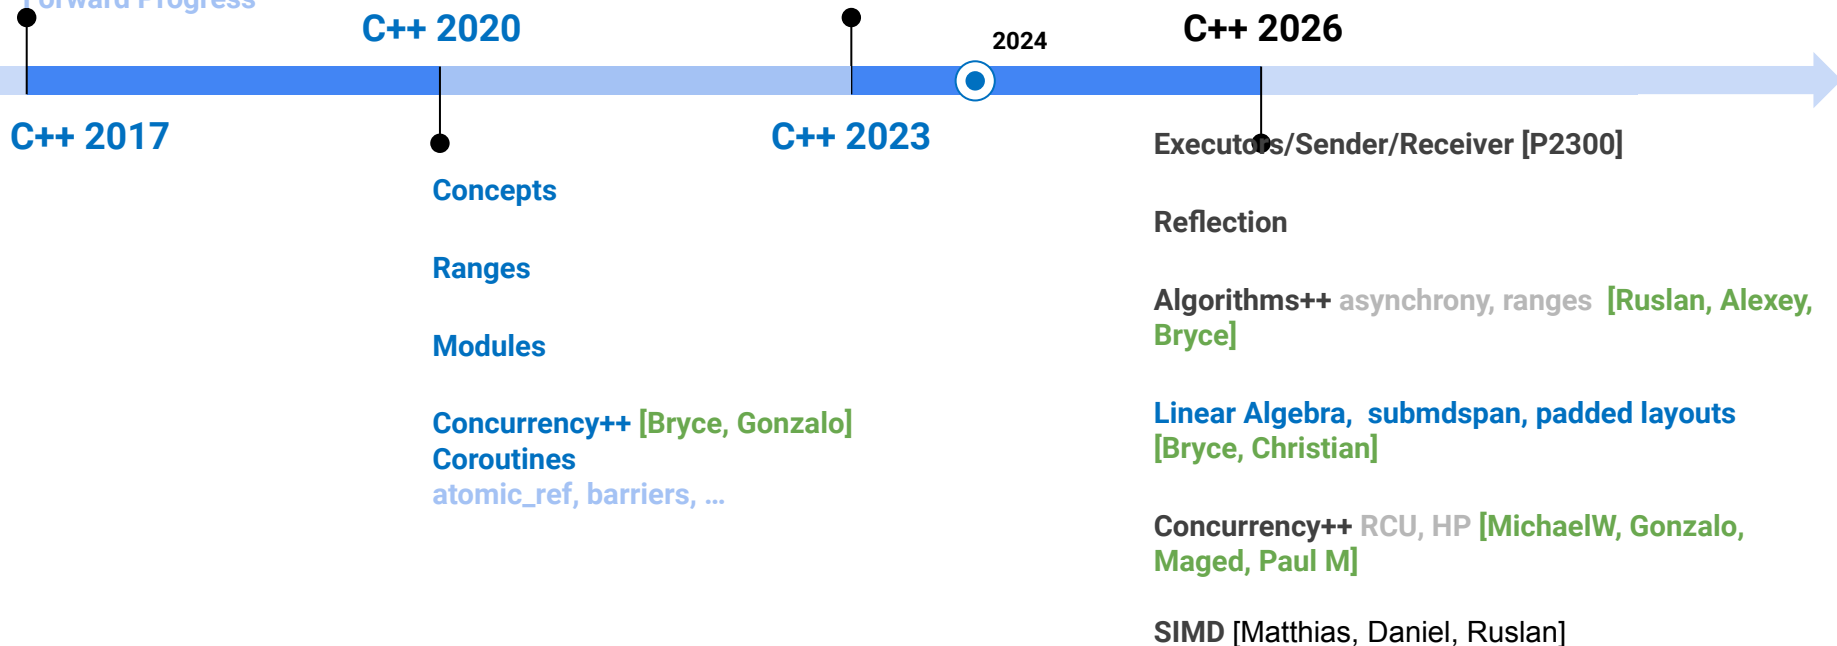 Forward Progress
C++ 2020
2024
C++ 2026
C++ 2017
C++ 2023
Concepts
Ranges
Modules
Concurrency++ [Bryce, Gonzalo]
Coroutines
atomic_ref, barriers, …
Executors/Sender/Receiver [P2300]
Reflection
Algorithms++ asynchrony, ranges [Ruslan, Alexey,
Bryce]
Linear Algebra, submdspan, padded layouts
[Bryce, Christian]
Concurrency++ RCU, HP [MichaelW, Gonzalo,
Maged, Paul M]
SIMD [Matthias, Daniel, Ruslan]